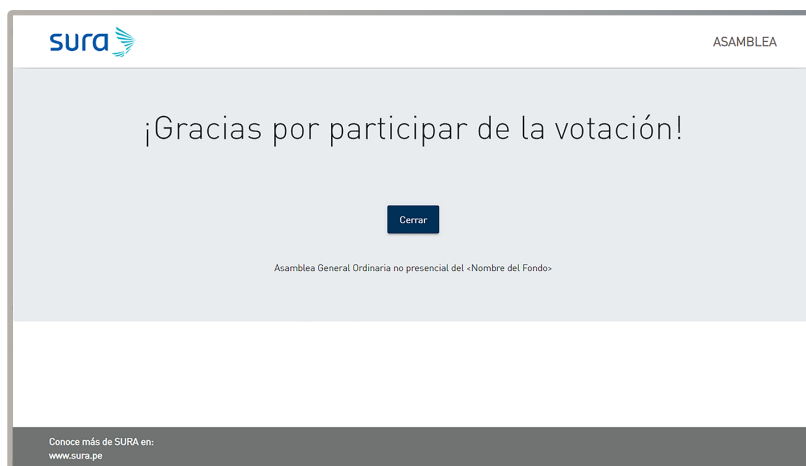 sura
ASAMBLEA
¡Gracias por participar de la votación!
Cerrar
Asamblea General Ordinaria no presencial del <Nombre del Fondo>
Conoce más de SURA en:
www.sura.pe